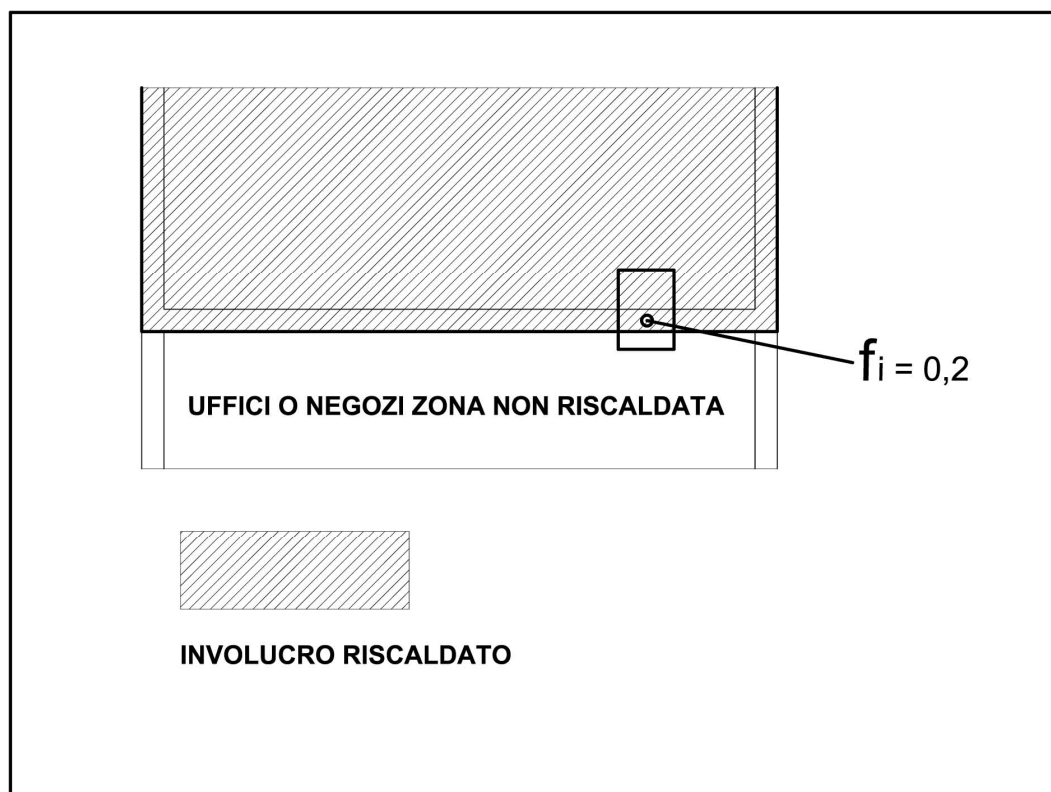 fi = 0,2
UFFICI O NEGOZI ZONA NON RISCALDATA
INVOLUCRO RISCALDATO